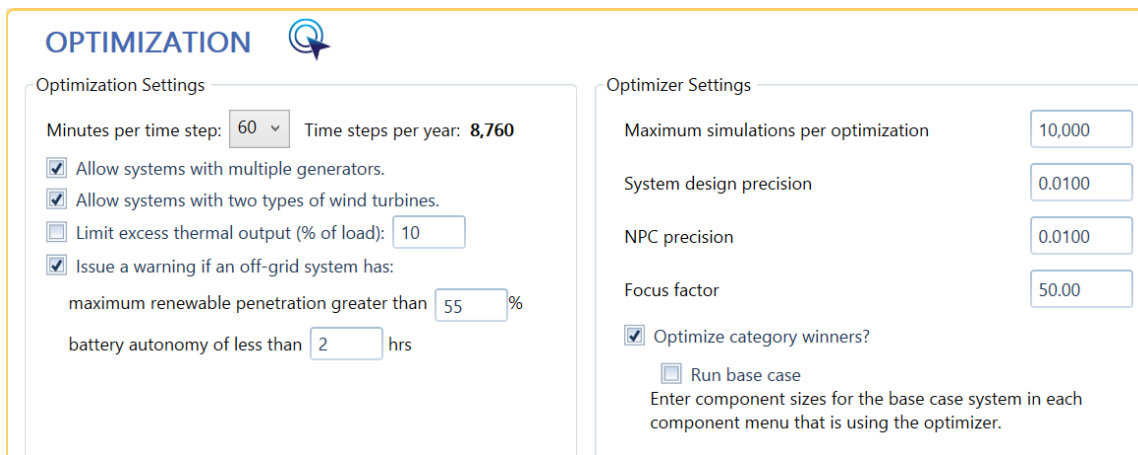 OPTIMIZATION
Optimization Settings
Minutes per time step: 60 Time steps per year: 8,760
Allow systems with multiple generators.
Allow systems with two types of wind turbines.
Limit excess thermal output (% of load): 10
Issue a warning if an off-grid system has:
maximum renewable penetration greater than 55 %
battery autonomy of less than 2 hrs
Optimizer Settings
Maximum simulations per optimization 10,000
System design precision 0.0100
NPC precision 0.0100
Focus factor 50.00
Optimize category winners?
Run base case
Enter component sizes for the base case system in each
component menu that is using the optimizer.